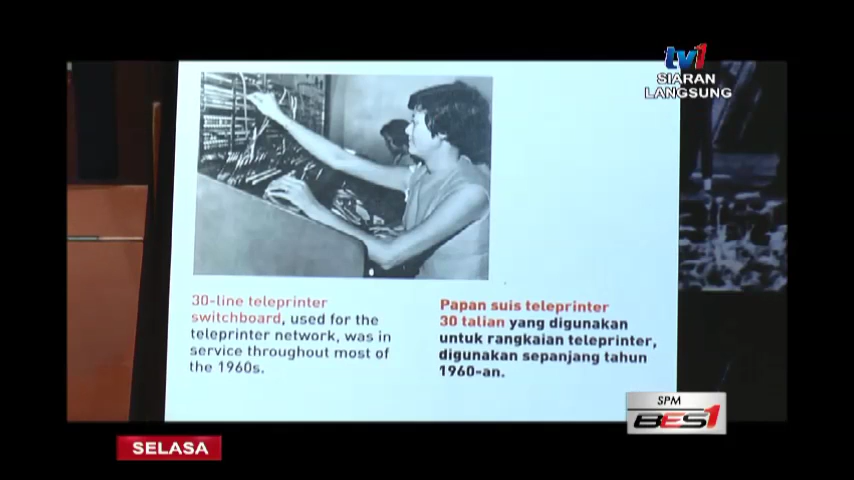 tv1
SIARAN
LANGSUNG
30-line teleprinter
switchboard, used for the
teleprinter network, was in
service throughout most of
the 1960s.
Papan suis teleprinter
30 talian yang digunakan
untuk rangkaian teleprinter,
digunakan sepanjang tahun
1960-an.
SPM
BES1
SELASA